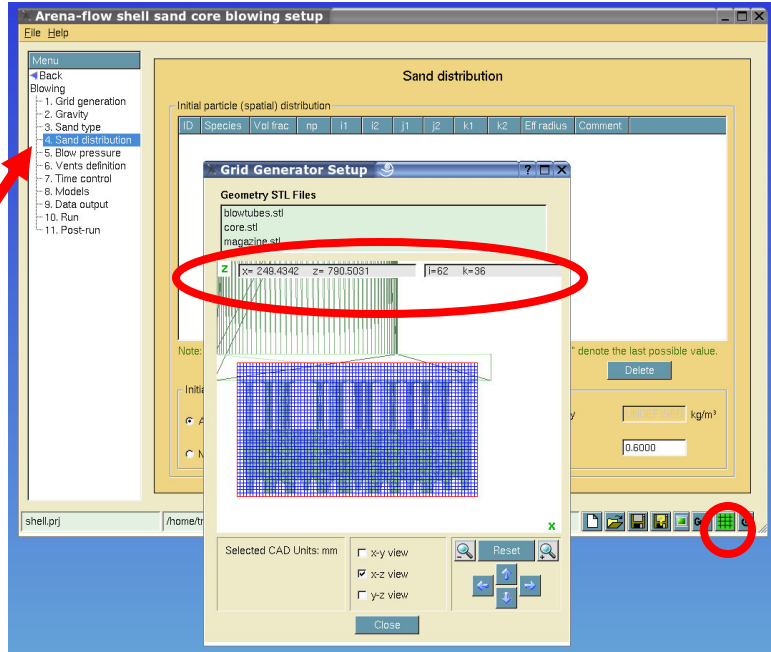 Arena-flow shell sand core blowing setup
File Help
Menu
Back
Blowing
1. Grid generation
2. Gravity
3. Sand type
4. Sand distribution
5. Blow pressure
6. Vents definition
7. Time control
8. Models
9. Data output
10. Run
11. Post-run
Sand distribution
Initial particle (spatial) distribution
ID Species Vol frac np i1 i2 j1 j2 k1 k2 Eff radius Comment
Grid Generator Setup
Geometry STL Files
blowtubes.stl
core.stl
magazine.stl
z x= 249.4342 z= 790.5031 i=62 k=36
Note: " denote the last possible value.
Delete
Initia
A y kg/m³
N 0.6000
x
shell.prj /home/tr G
Selected CAD Units: mm
x-y view
x-z view
y-z view
Reset
Close